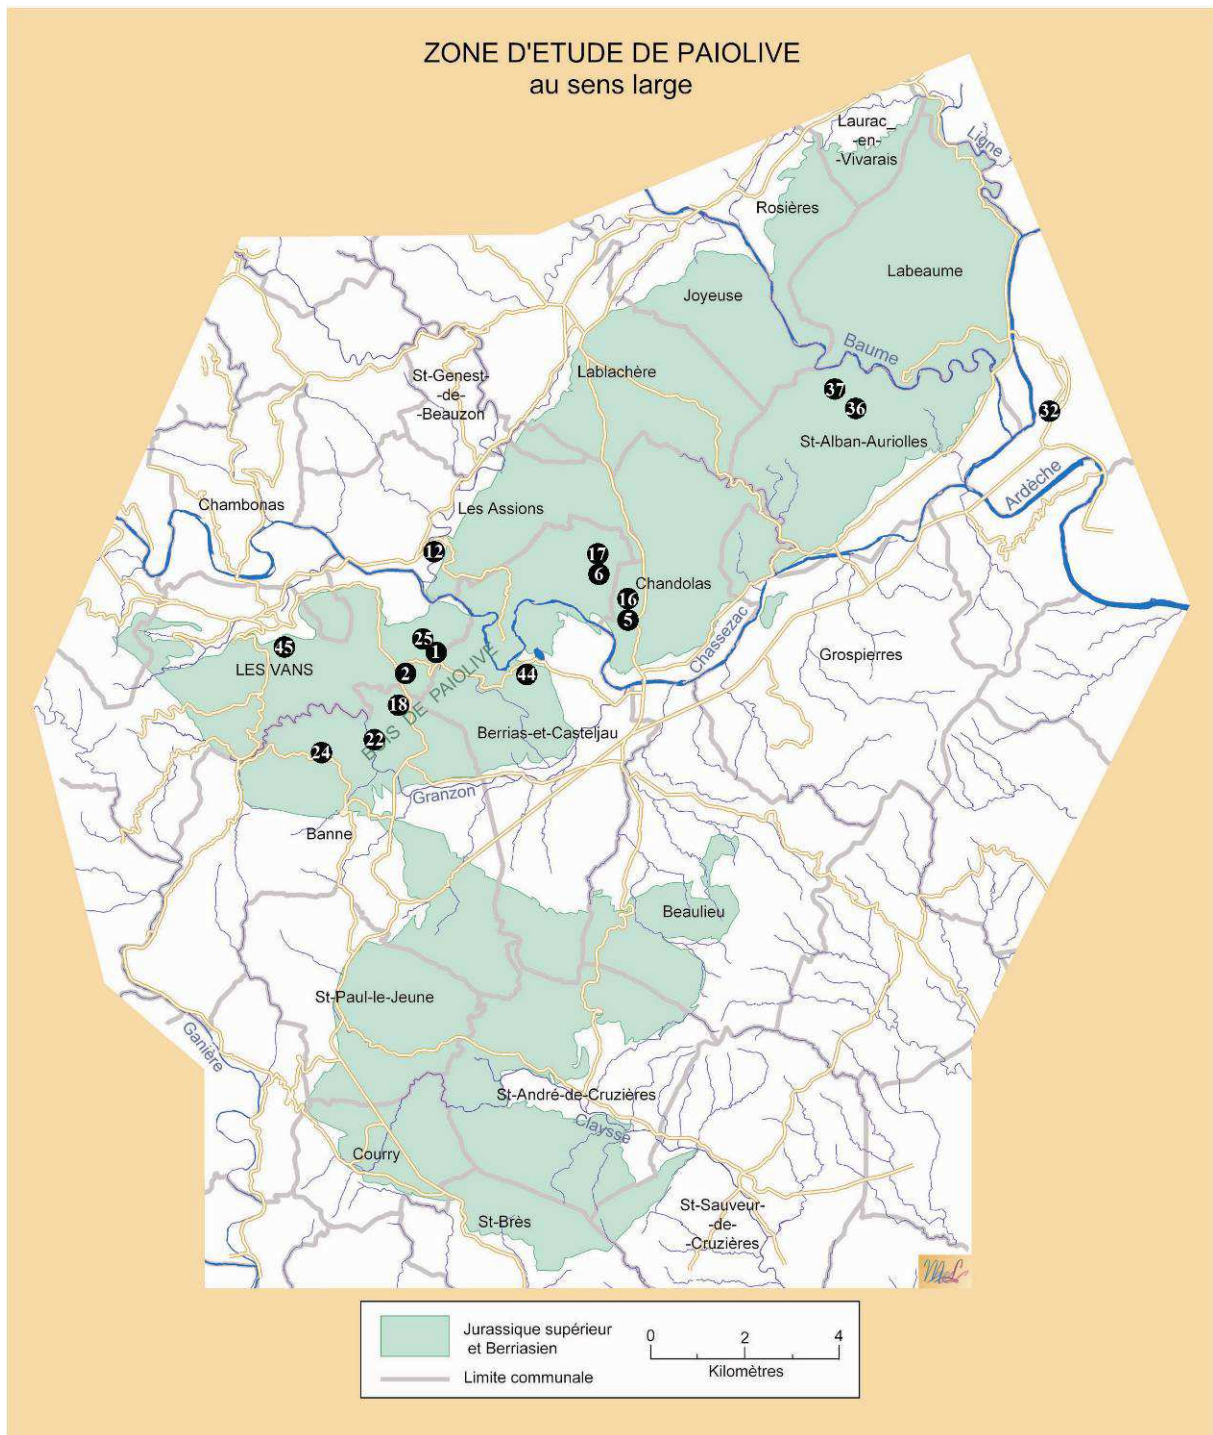 ZONE D'ETUDE DE PAIOLIVE
au sens large
Laurac_
-en-
-Vivarais
Ligne
Rosières
Labeaume
Joyeuse
Baume
Lablachère
St-Genest-
-de-
-Beauzon
37
36
32
St-Alban-Auriolles
Ardèche
Chambonas
Les Assions
12
17
6
Chandolas
16
5
Chassezac
45
LES VANS
25
1
2
44
Grospierres
18
BOIS DE PAIOLIVE
Berrias-et-Casteljau
22
24
Granzon
Banne
Beaulieu
St-Paul-le-Jeune
Ganière
St-André-de-Cruzières
Claysse
Courry
St-Brès
St-Sauveur-
-de-
-Cruzières
Jurassique supérieur
et Berriasien
Limite communale
0 2 4
Kilomètres